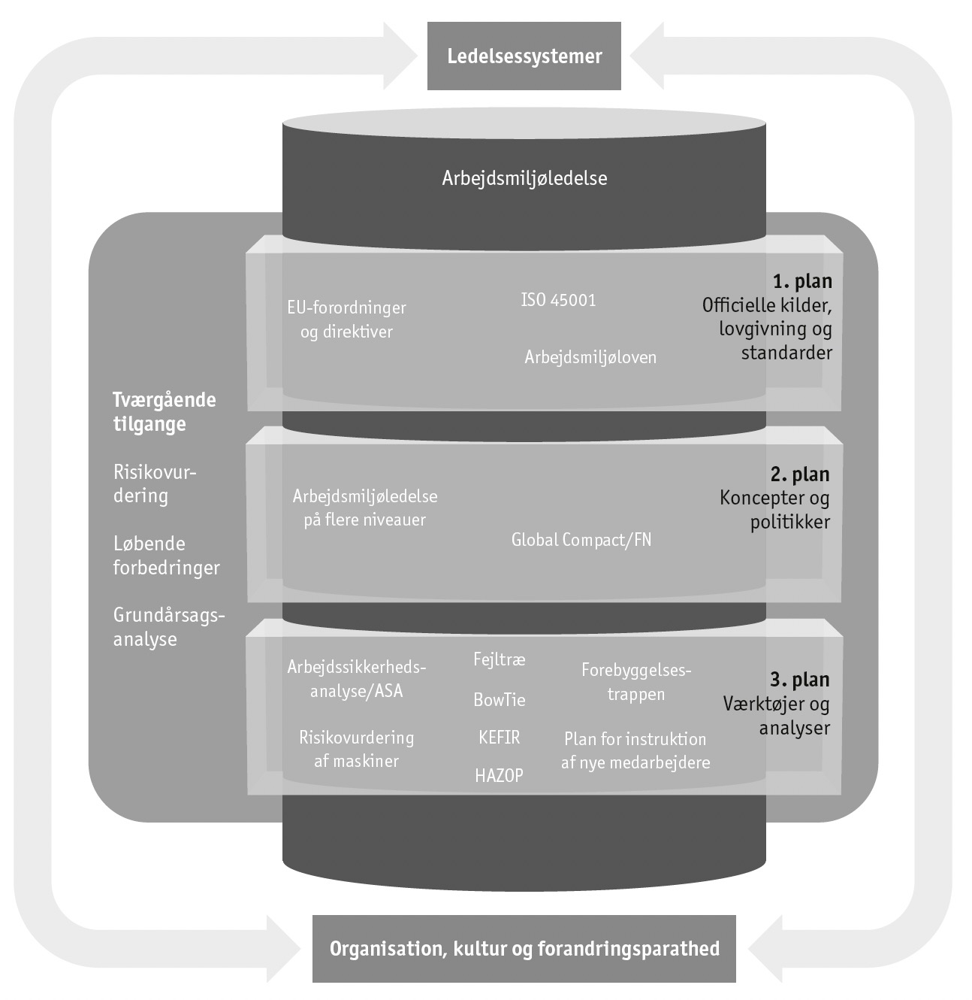 Ledelsessystemer
Arbejdsmiljøledelse
1. plan
Officielle kilder,
lovgivning og
standarder
EU-forordninger
og direktiver
ISO 45001
Arbejdsmiljøloven
Tværgående
tilgange
Risikovur-
dering
Løbende
forbedringer
Grundårsags-
analyse
2. plan
Koncepter og
politikker
Arbejdsmiljøledelse
på flere niveauer
Global Compact/FN
3. plan
Værktøjer og
analyser
Arbejdssikkerheds-
analyse/ASA
Risikovurdering
af maskiner
Fejltræ
BowTie
KEFIR
HAZOP
Forebyggelses-
trappen
Plan for instruktion
af nye medarbejdere
Organisation, kultur og forandringsparathed